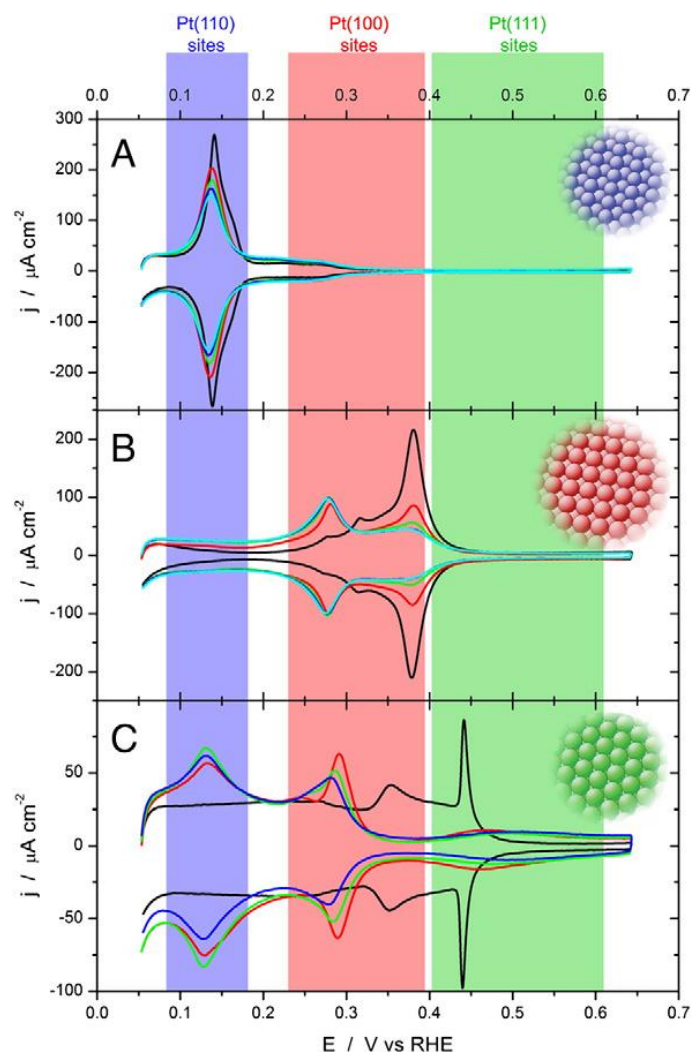 Pt(110) sites
Pt(100) sites
Pt(111) sites
0.0 0.1 0.2 0.3 0.4 0.5 0.6 0.7
A
300
200
100
0
-100
-200
j / μA cm-2
B
200
100
0
-100
-200
j / μA cm-2
C
50
0
-50
-100
j / μA cm-2
0.0 0.1 0.2 0.3 0.4 0.5 0.6 0.7
E / V vs RHE